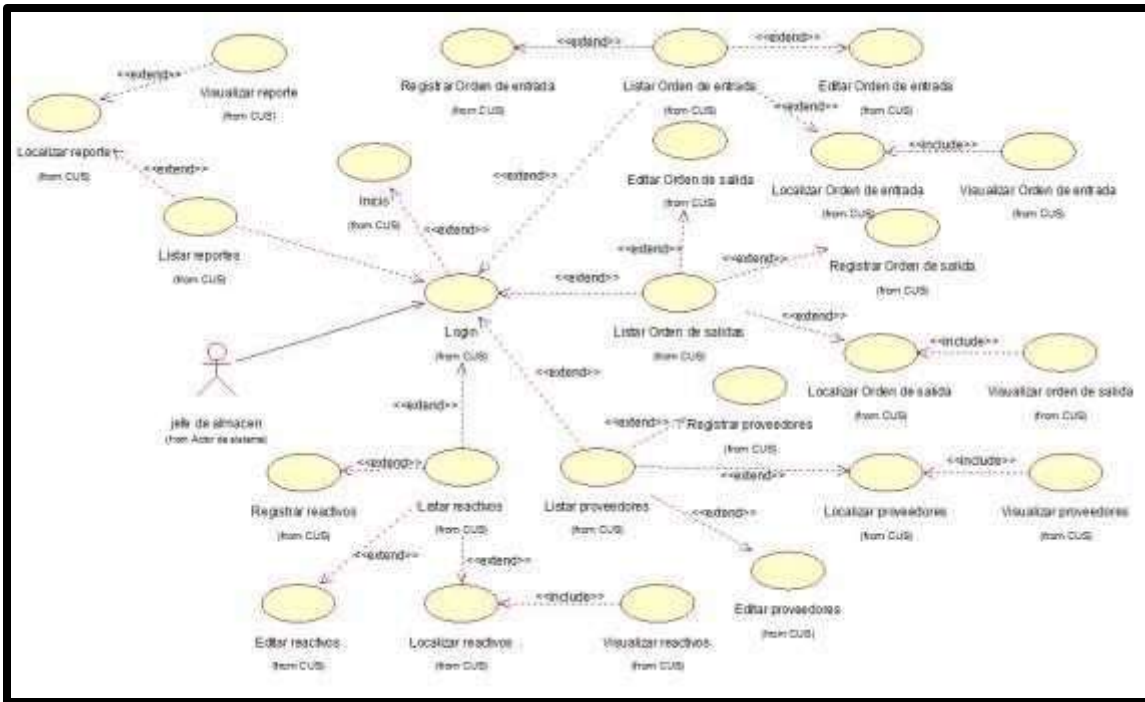 <<extend>>
Visualizar reporte
(from CUS)
Localizar reporte
(from CUS)
<<extend>>
Listar reportes
(from CUS)
<<extend>>
Registrar Orden de entrada
(from CUS)
Listar Orden de entrada
(from CUS)
<<extend>>
Editar Orden de entrada
(from CUS)
<<extend>>
<<include>>
Localizar Orden de entrada
(from CUS)
Visualizar Orden de entrada
(from CUS)
Inicio
(from CUS)
<<extend>>
<<extend>>
Editar Orden de salida
(from CUS)
<<extend>>
<<extend>>
Registrar Orden de salida
(from CUS)
Login
(from CUS)
<<extend>>
Listar Orden de salidas
(from CUS)
<<extend>>
<<include>>
Localizar Orden de salida
(from CUS)
Visualizar orden de salida
(from CUS)
jefe de almacen
(from Actor de sistema)
<<extend>>
<<extend>>
<<extend>>
Registrar proveedores
(from CUS)
<<extend>>
Registrar reactivos
(from CUS)
Listar reactivos
(from CUS)
Listar proveedores
(from CUS)
<<extend>>
<<include>>
Localizar proveedores
(from CUS)
Visualizar proveedores
(from CUS)
<<extend>>
<<extend>>
<<extend>>
<<include>>
Editar reactivos
(from CUS)
Localizar reactivos
(from CUS)
Visualizar reactivos
(from CUS)
Editar proveedores
(from CUS)